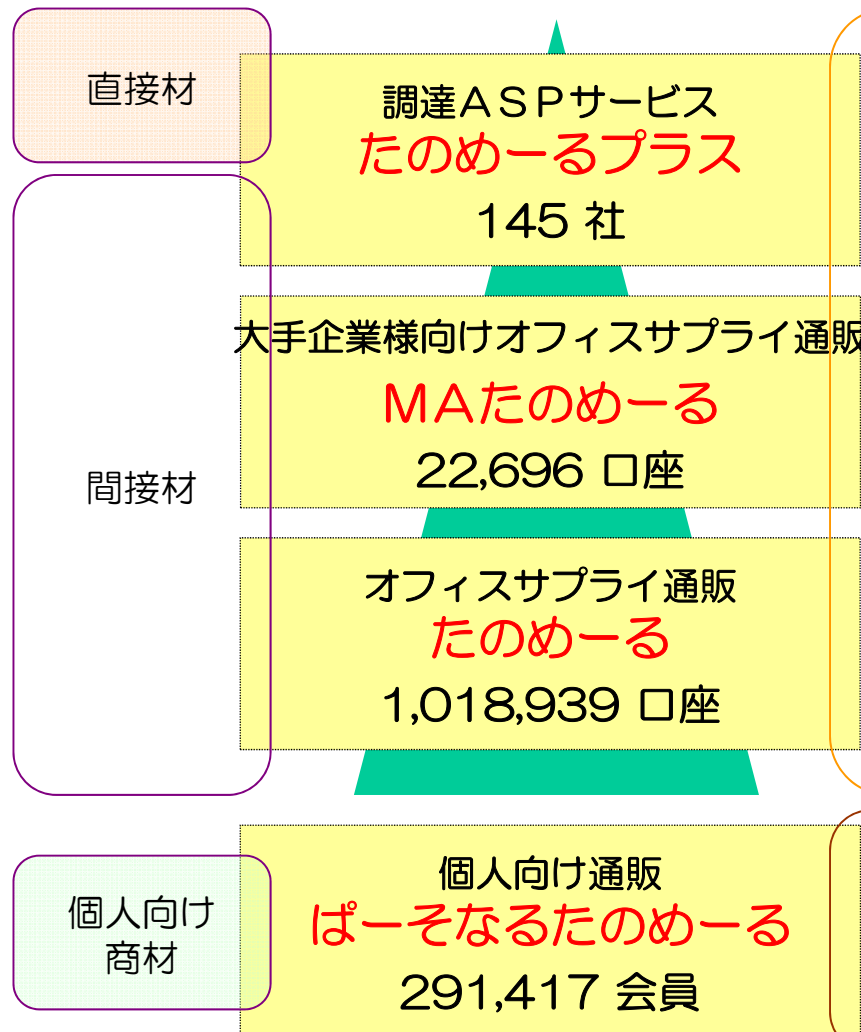 直接材
調達ＡＳＰサービス
たのめーるプラス
145 社
大手企業様向けオフィスサプライ通販
ＭＡたのめーる
22,696 口座
間接材
オフィスサプライ通販
たのめーる
1,018,939 口座
個人向け
商材
個人向け通販
ぱーそなるたのめーる
291,417 会員